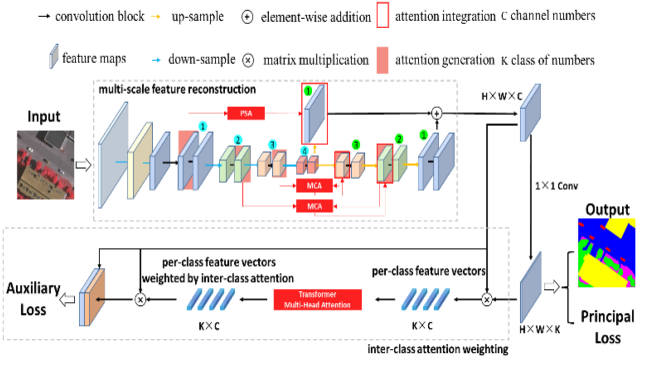 convolution block
up-sample
element-wise addition
attention integration
C channel numbers
feature maps
down-sample
matrix multiplication
attention generation
K class of numbers
multi-scale feature reconstruction
Input
PSA
1
H×W×C
1
2
3
4
3
2
1
MCA
MCA
1×1 Conv
Output
per-class feature vectors
weighted by inter-class attention
per-class feature vectors
Auxiliary
Loss
Transformer
Multi-Head Attention
K×C
K×C
H×W×K
Principal
Loss
inter-class attention weighting